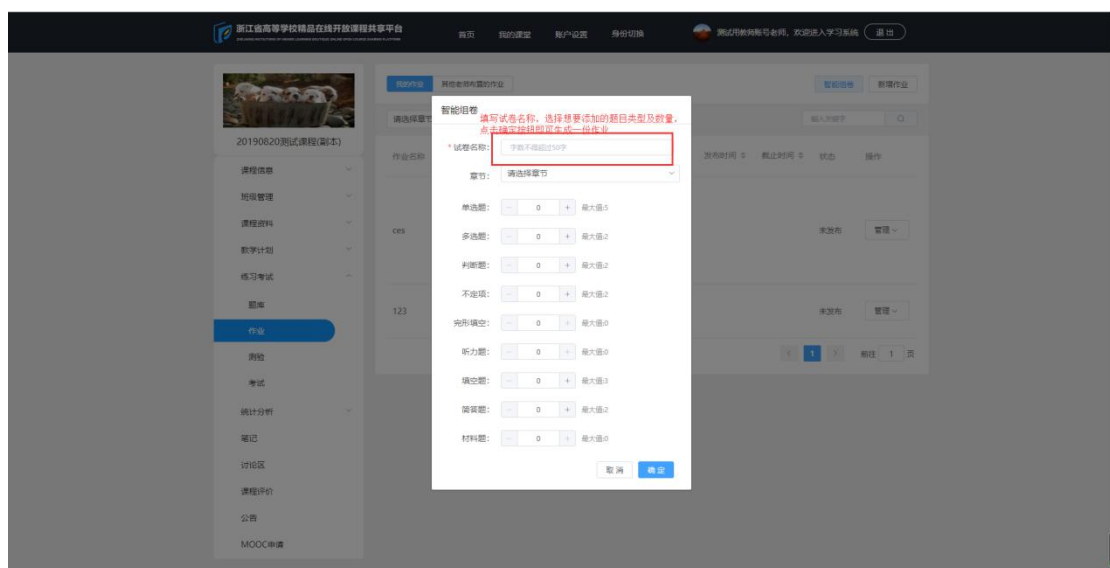 浙江省高等学校精品在线开放课程共享平台
首页 我的课堂 账户设置 身份切换
测试用教师账号老师，欢迎进入学习系统 退出
20190820测试课程(副本)
课程信息
班级管理
课程资料
教学计划
练习考试
题库
作业
测验
考试
统计分析
笔记
讨论区
课程评价
公告
MOOC申请
我的作业 其他老师布置的作业 智能组卷 新增作业
请选择章节 输入关键字
作业名称 发布时间 截止时间 状态 操作
ces 未发布 管理
123 未发布 管理
1 前往 1 页
智能组卷
填写试卷名称，选择想要添加的题目类型及数量，
点击确定按钮即可生成一份作业
* 试卷名称： 字数不得超过50字
章节： 请选择章节
单选题： - 0 + 最大值:5
多选题： - 0 + 最大值:2
判断题： - 0 + 最大值:2
不定项： - 0 + 最大值:2
完形填空： - 0 + 最大值:0
听力题： - 0 + 最大值:0
填空题： - 0 + 最大值:3
简答题： - 0 + 最大值:2
材料题： - 0 + 最大值:0
取消 确定